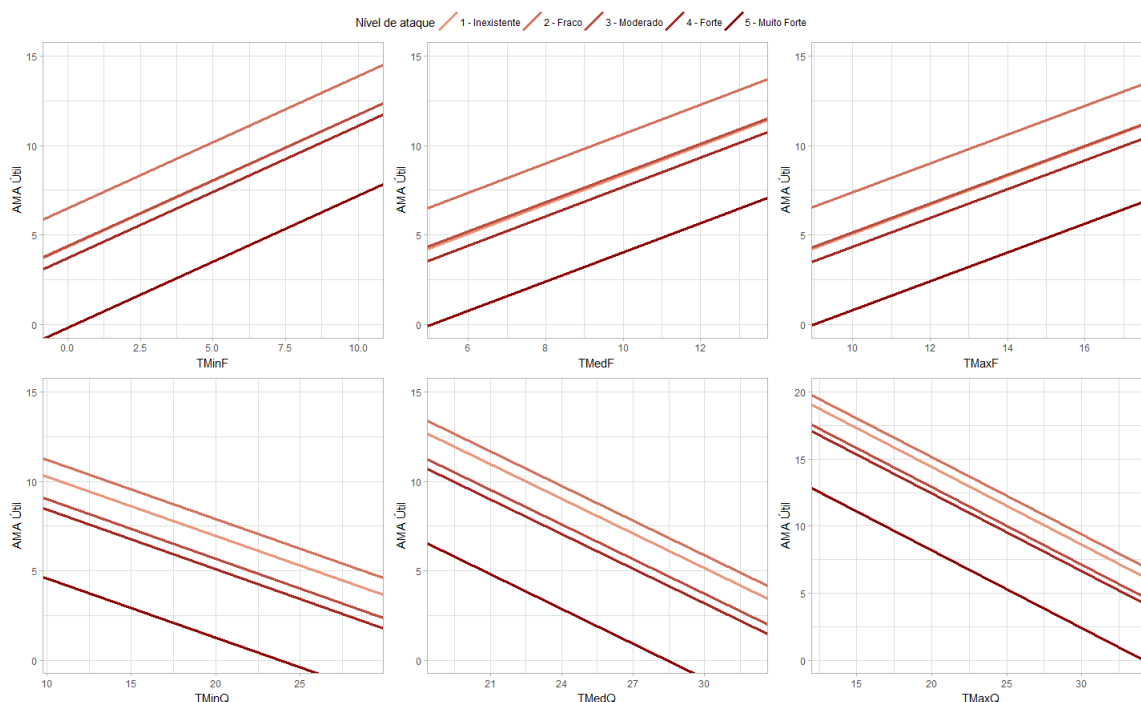 Nível de ataque 1 - Inexistente 2 - Fraco 3 - Moderado 4 - Forte 5 - Muito Forte
15
10
5
0
AMA Útil
0.0 2.5 5.0 7.5 10.0
TMinF
15
10
5
0
AMA Útil
6 8 10 12
TMedF
15
10
5
0
AMA Útil
10 12 14 16
TMaxF
15
10
5
0
AMA Útil
10 15 20 25
TMinQ
15
10
5
0
AMA Útil
21 24 27 30
TMedQ
20
15
10
5
0
AMA Útil
15 20 25 30
TMaxQ